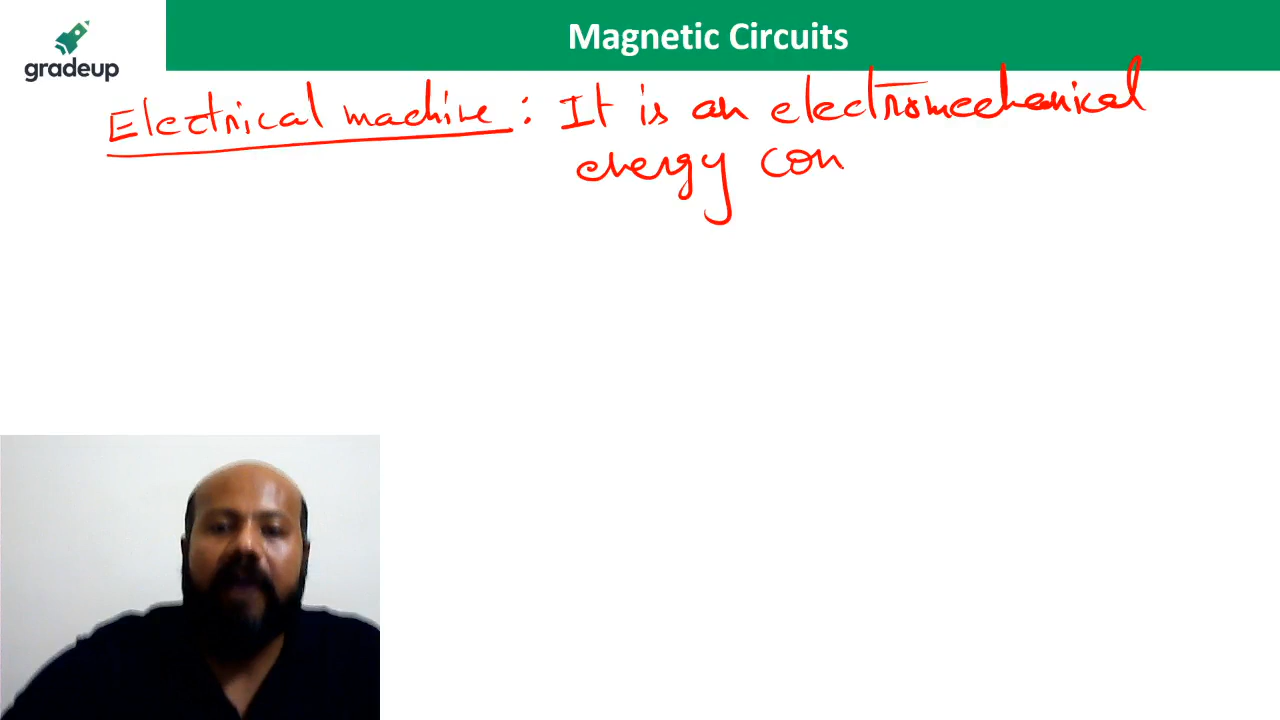 gradeup
Magnetic Circuits
Electrical machine : It is an electromechanical
energy con